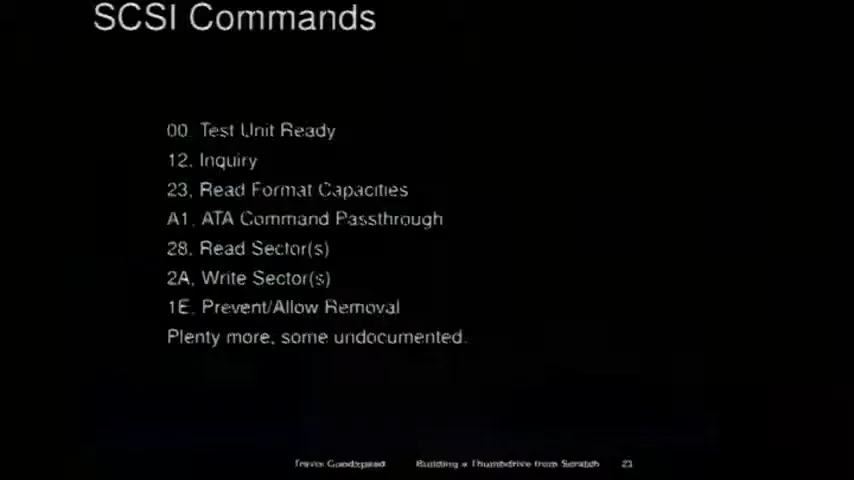 SCSI Commands
00, Test Unit Ready
12, Inquiry
23, Read Format Capacities
A1, ATA Command Passthrough
28, Read Sector(s)
2A, Write Sector(s)
1E, Prevent/Allow Removal
Plenty more, some undocumented.
Travis Goodspeed Building a Thumbdrive from Scratch 21